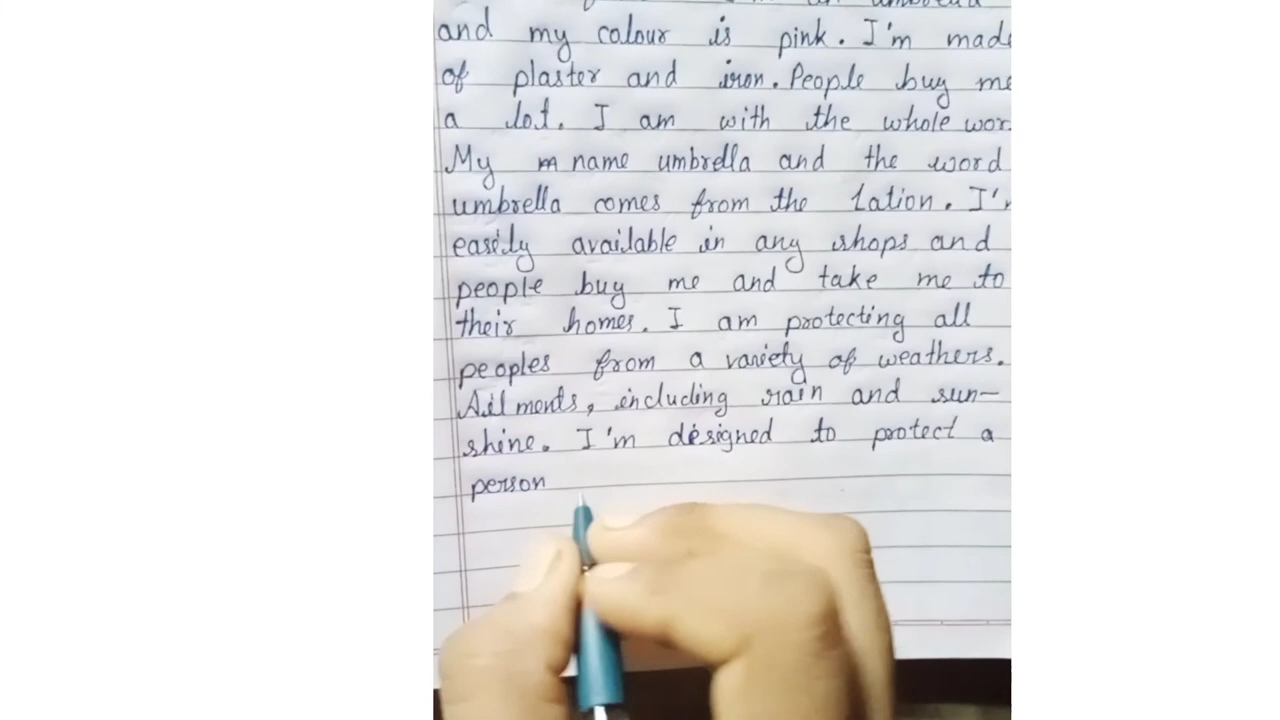 umbrella
and my colour is pink. I'm made
of plaster and iron. People buy me
a lot. I am with the whole wor
My m name umbrella and the word
umbrella comes from the lation. I'
easily available in any shops and
people buy me and take me to
their homes. I am protecting all
peoples from a variety of weathers.
Ailments, including rain and sun-
shine. I'm designed to protect a
person